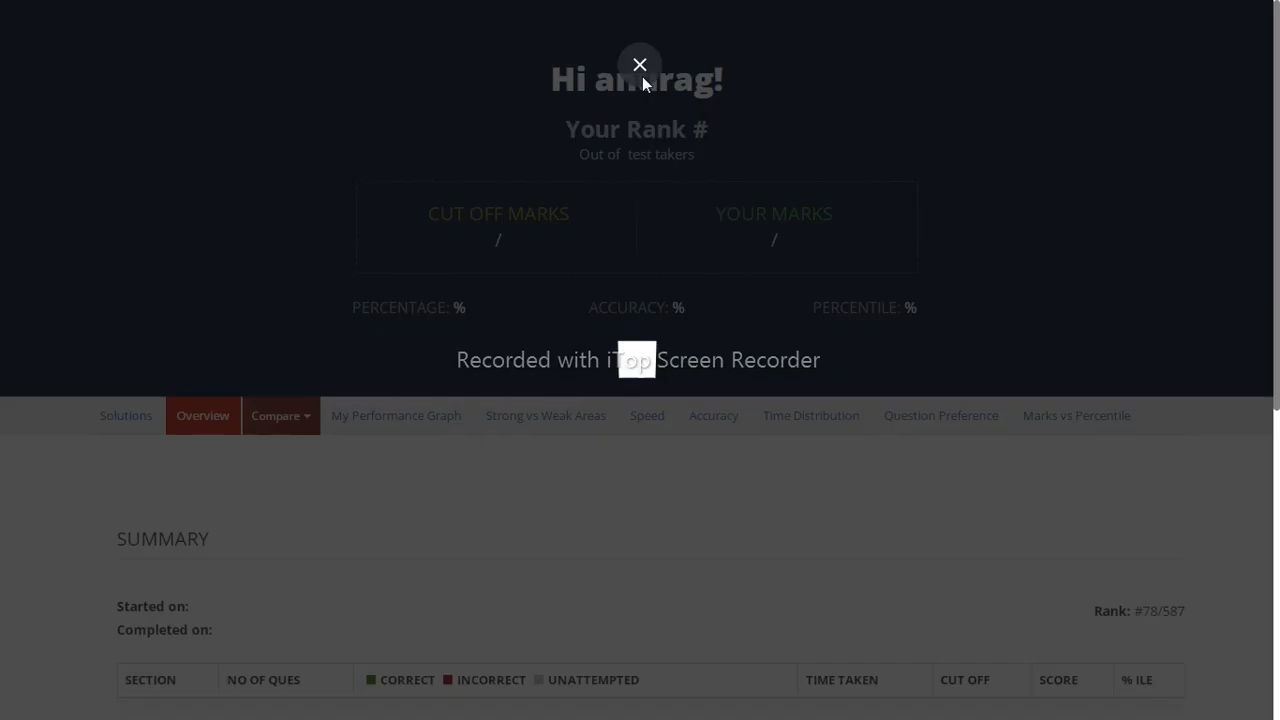 Hi anurag!
Your Rank #
Out of test takers
CUT OFF MARKS
YOUR MARKS
/
/
PERCENTAGE: %
ACCURACY: %
PERCENTILE: %
Recorded with iTop Screen Recorder
Solutions
Overview
Compare
My Performance Graph
Strong vs Weak Areas
Speed
Accuracy
Time Distribution
Question Preference
Marks vs Percentile
SUMMARY
Started on:
Rank: #78/587
Completed on:
SECTION
NO OF QUES
CORRECT
INCORRECT
UNATTEMPTED
TIME TAKEN
CUT OFF
SCORE
% ILE